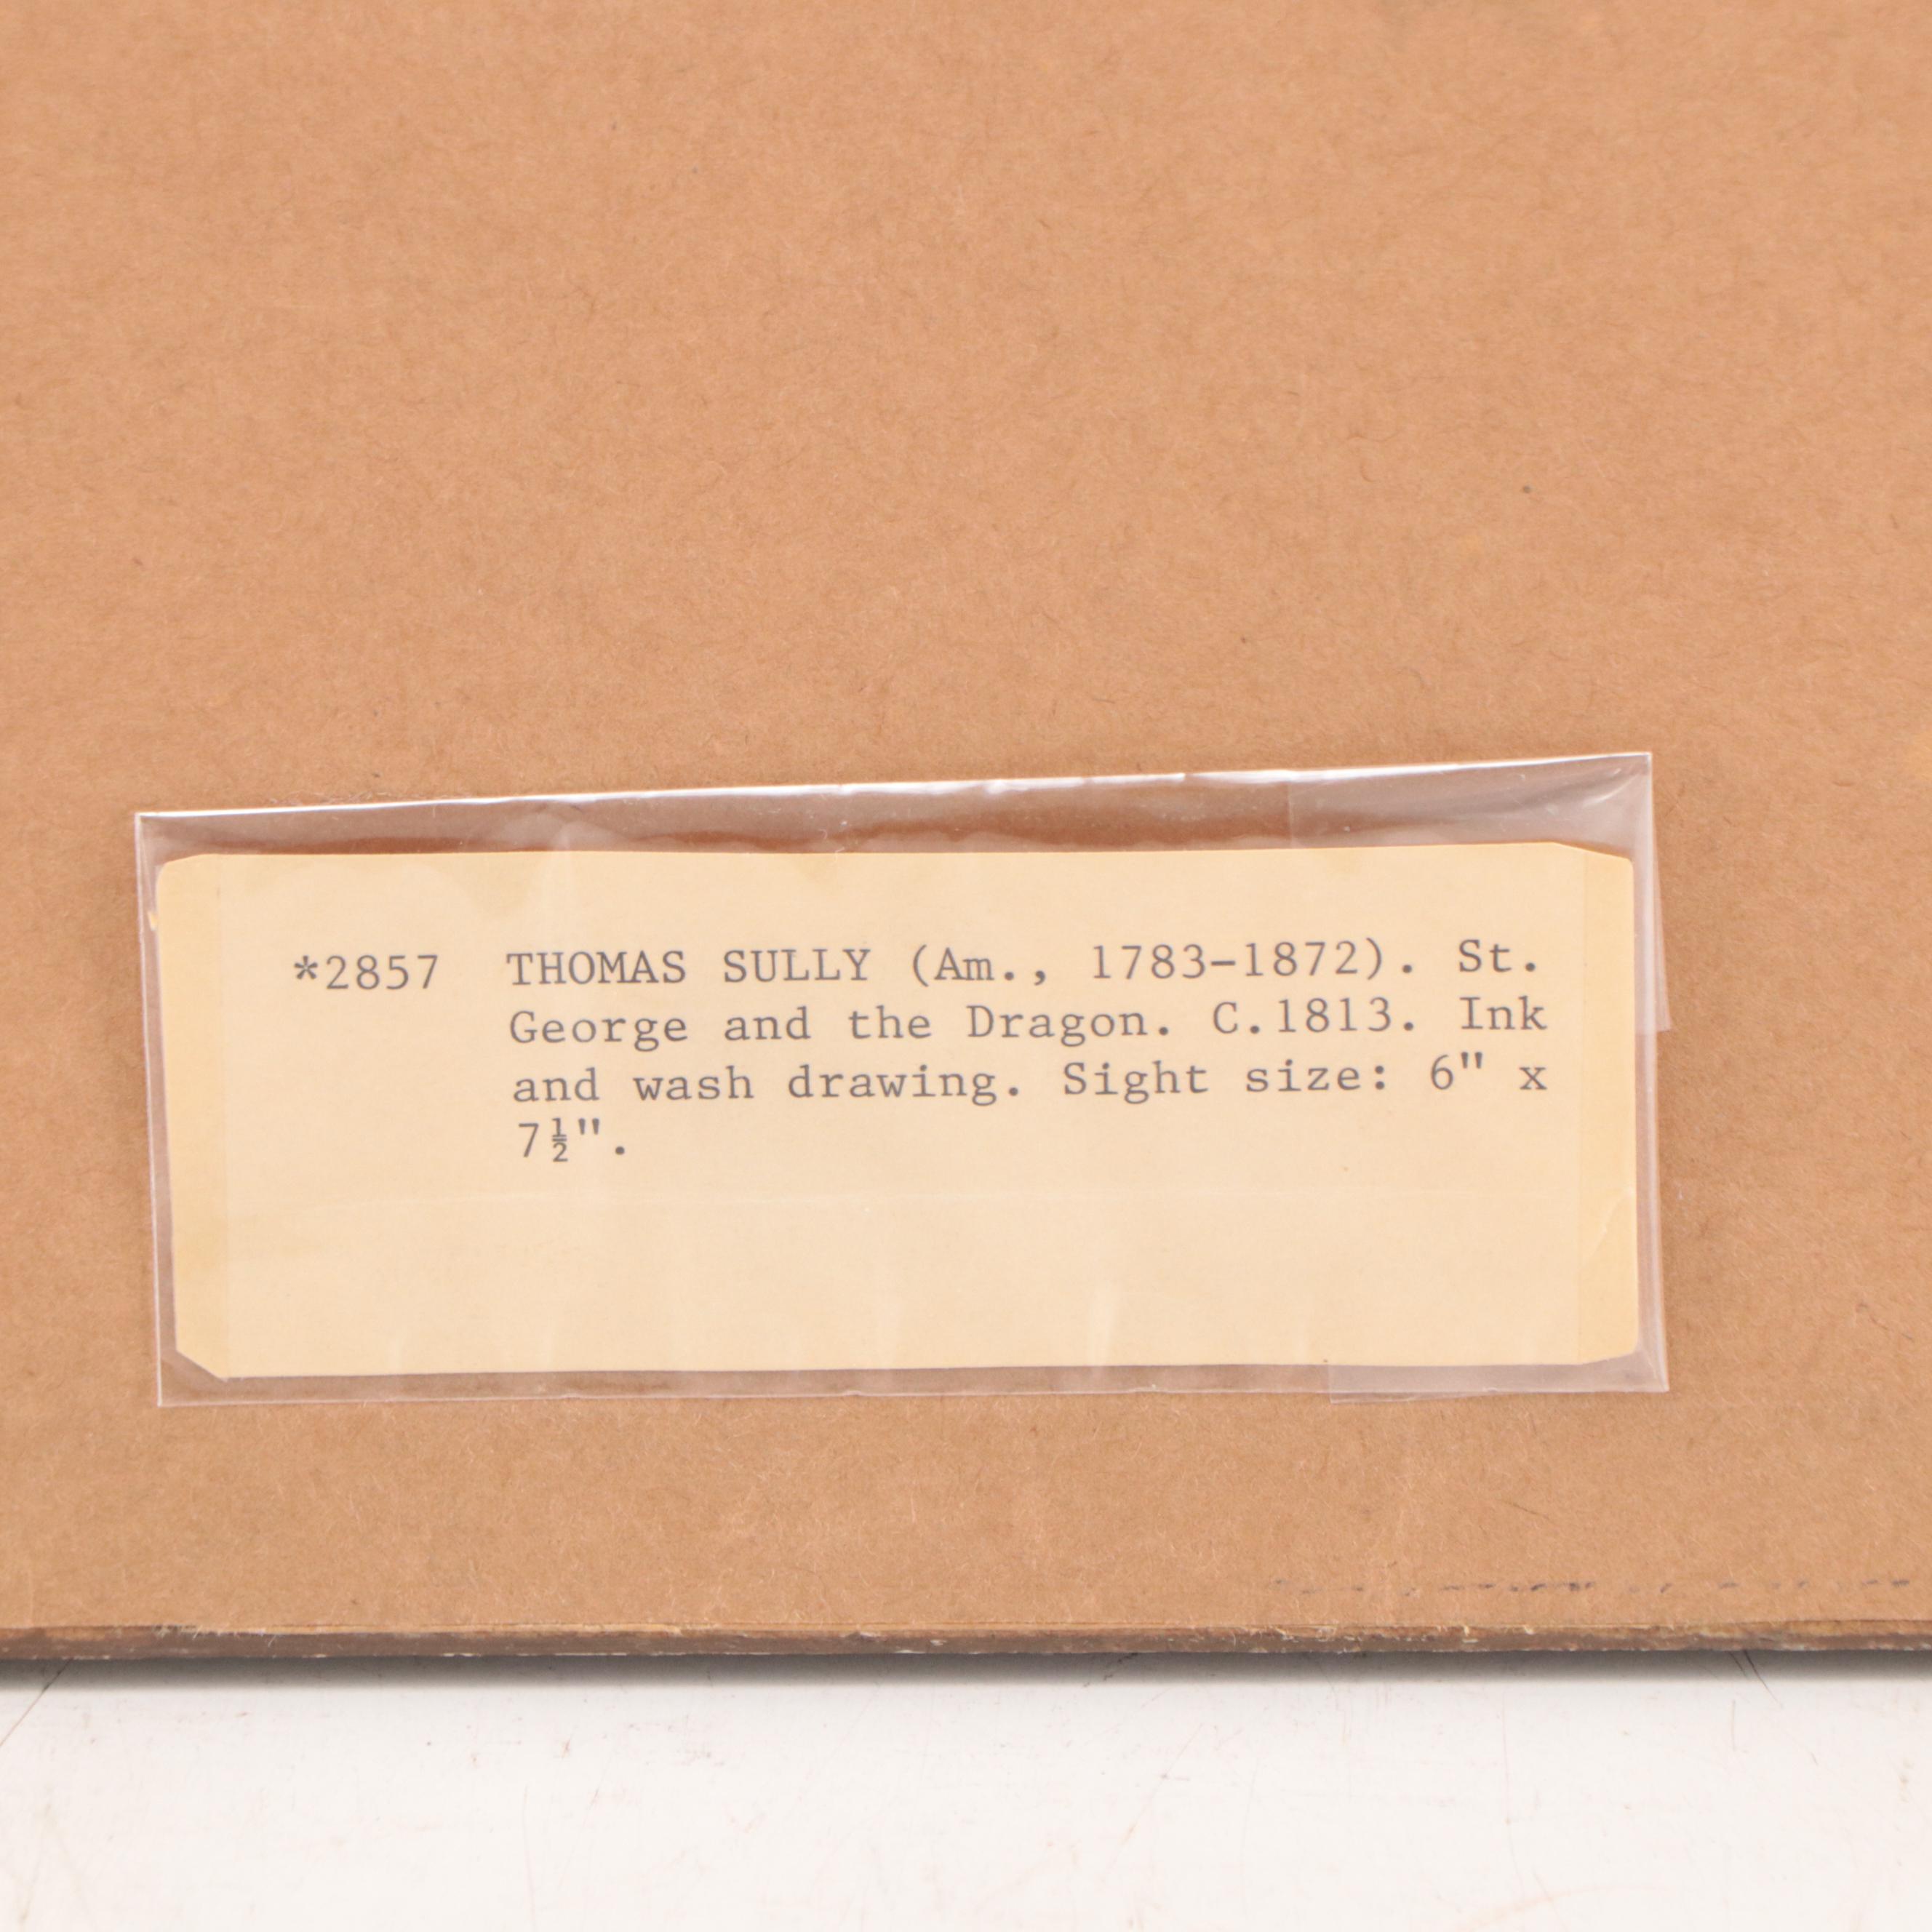 *2857 THOMAS SULLY (Am., 1783-1872). St.
George and the Dragon. C.1813. Ink
and wash drawing. Sight size: 6" x
7½".